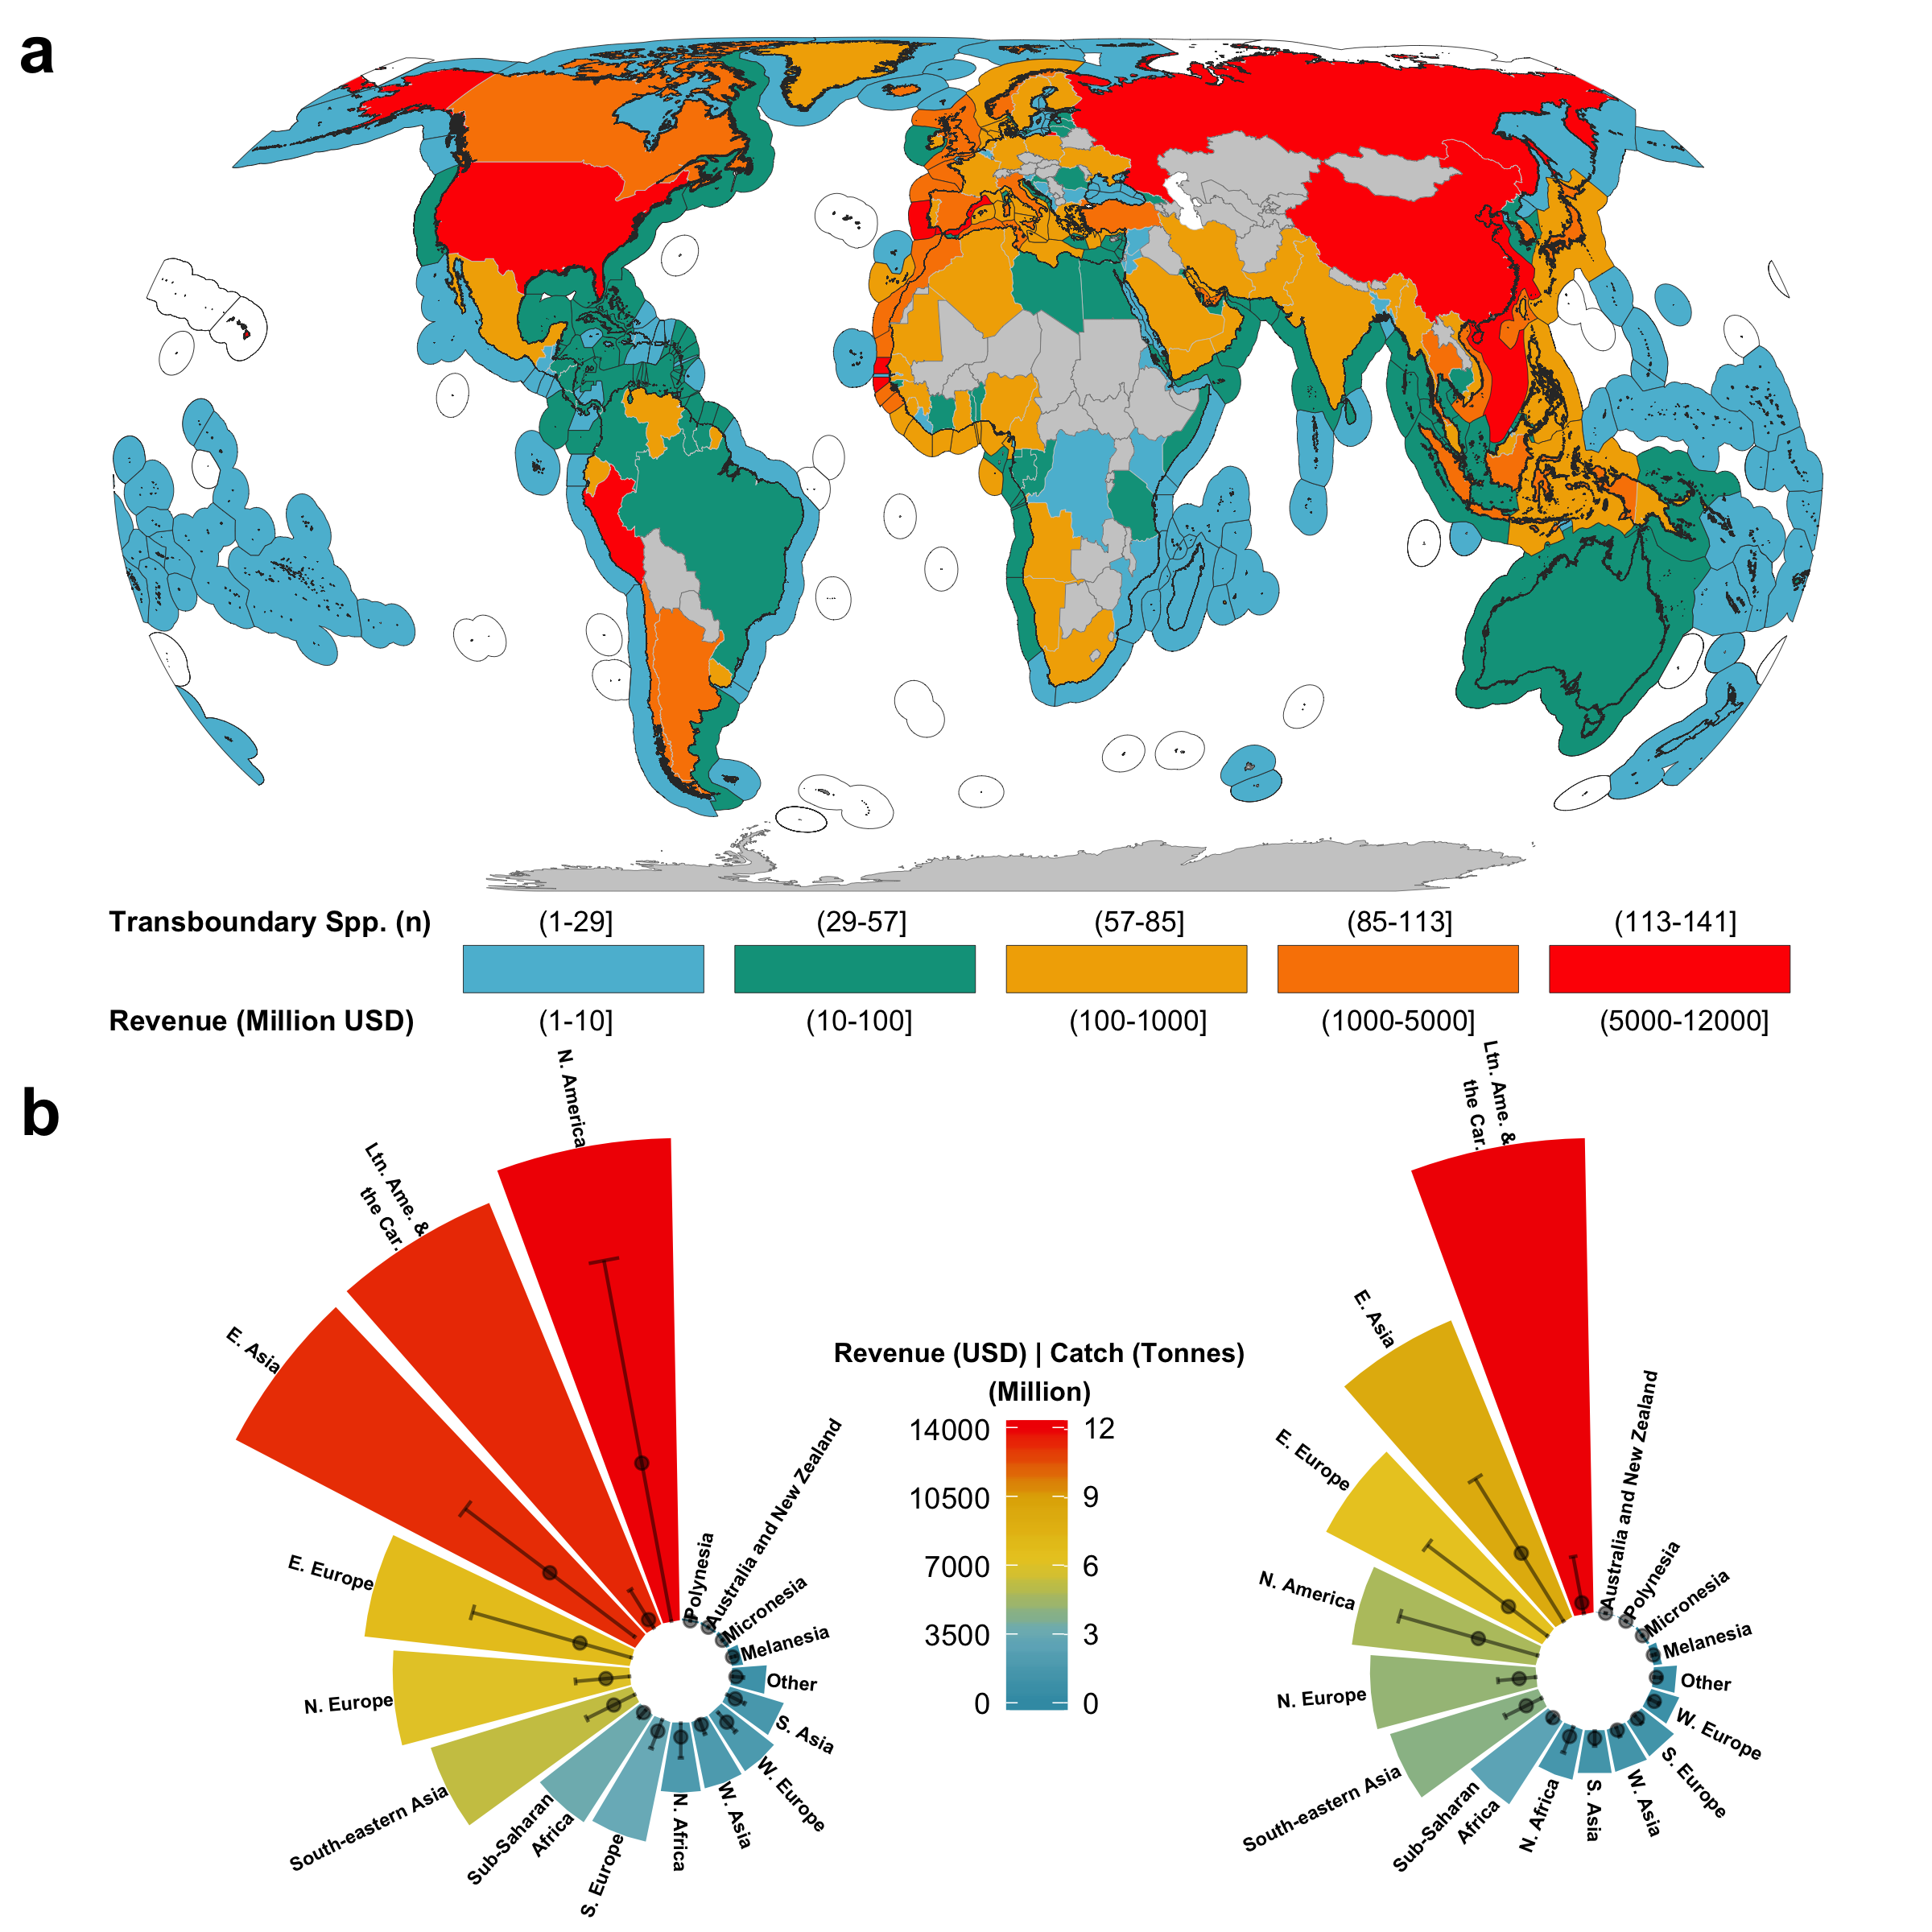 a
Transboundary Spp. (n)
(1-29]
(29-57]
(57-85]
(85-113]
(113-141]
Revenue (Million USD)
(1-10]
(10-100]
(100-1000]
(1000-5000]
(5000-12000]
b
N. America
Ltn. Ame. &
the Car.
E. Asia
E. Europe
N. Europe
South-eastern Asia
Sub-Saharan
Africa
S. Europe
N. Africa
W. Asia
W. Europe
S. Asia
Other
Melanesia
Micronesia
Australia and New Zealand
Polynesia
Revenue (USD) | Catch (Tonnes)
(Million)
14000 12
10500 9
7000 6
3500 3
0 0
Ltn. Ame. &
the Car.
E. Asia
E. Europe
N. America
N. Europe
South-eastern Asia
Sub-Saharan
Africa
N. Africa
S. Asia
W. Asia
S. Europe
W. Europe
Other
Melanesia
Micronesia
Polynesia
Australia and New Zealand